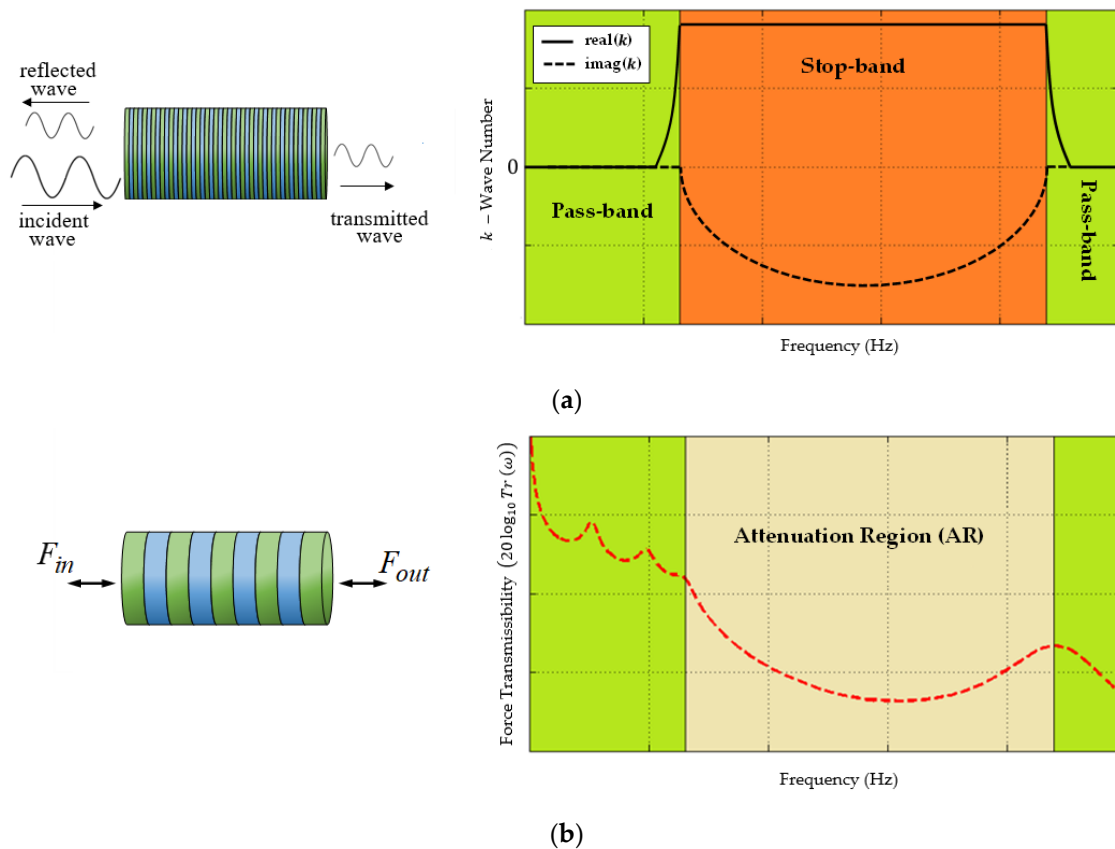 reflected
wave
incident
wave
transmitted
wave
real(k)
imag(k)
Stop-band
Pass-band
Pass-band
0
k − Wave Number
Frequency (Hz)
(a)
F_in
F_out
Attenuation Region (AR)
Force Transmissibility (20 log₁₀ Tr (ω))
Frequency (Hz)
(b)